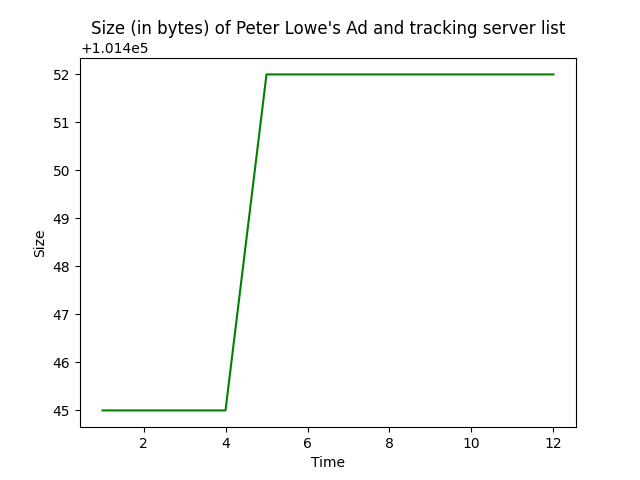 Size (in bytes) of Peter Lowe's Ad and tracking server list
+1.014e5
52
51
50
49
48
47
46
45
Size
2 4 6 8 10 12
Time